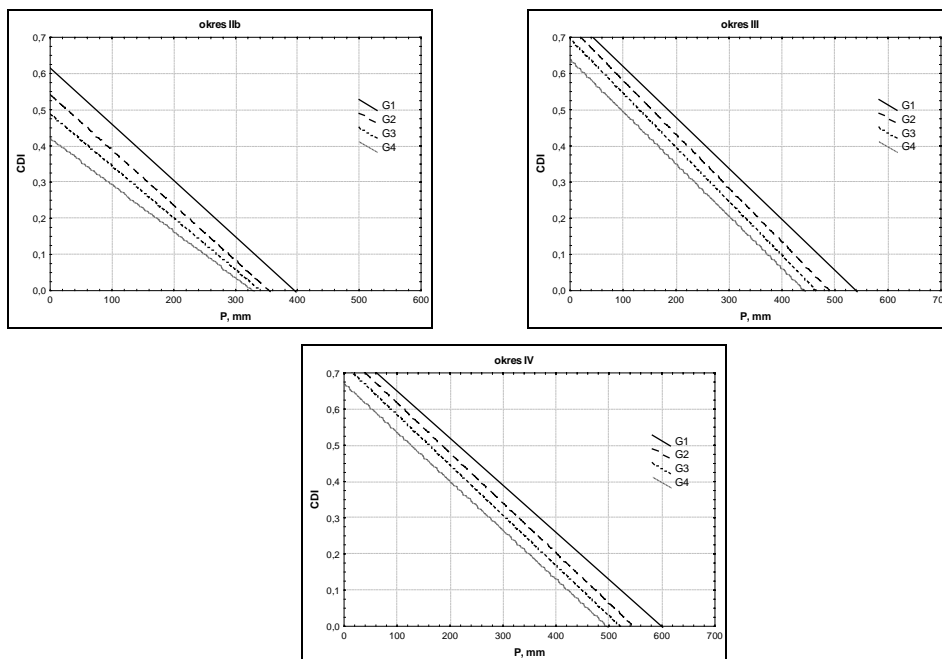 okres IIb
0,7
0,6
0,5
0,4
0,3
0,2
0,1
0,0
CDI
G1
G2
G3
G4
0 100 200 300 400 500 600
P, mm
okres III
0,7
0,6
0,5
0,4
0,3
0,2
0,1
0,0
CDI
G1
G2
G3
G4
0 100 200 300 400 500 600 700
P, mm
okres IV
0,7
0,6
0,5
0,4
0,3
0,2
0,1
0,0
CDI
G1
G2
G3
G4
0 100 200 300 400 500 600 700
P, mm